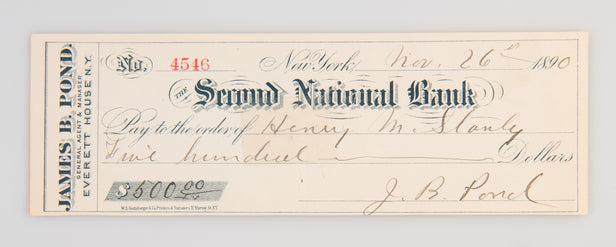 JAMES B. POND
GENERAL AGENT & MANAGER
EVERETT HOUSE N.Y.
No. 4546 New York, Nov. 26th 1890
THE Second National Bank
Pay to the order of Henry M. Stanly
Five hundred Dollars
$500.00
J. B. Pond